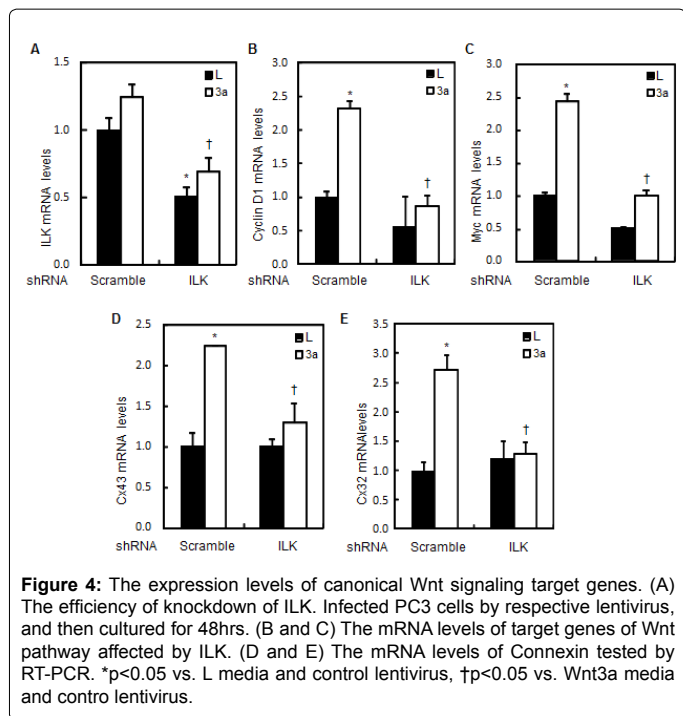 A
B
C
1.5
1.0
0.5
0.0
ILK mRNA levels
L
3a
*
†
shRNA Scramble ILK
3.0
2.5
2.0
1.5
1.0
0.5
0.0
Cyclin D1 mRNA levels
L
3a
*
†
Scramble ILK
3.0
2.5
2.0
1.5
1.0
0.5
0.0
Myc mRNA levels
L
3a
*
†
Scramble ILK
D
E
2.5
2.0
1.5
1.0
0.5
0.0
Cx43 mRNA levels
L
3a
*
†
shRNA Scramble ILK
3.5
3.0
2.5
2.0
1.5
1.0
0.5
0.0
Cx32 mRNAlevels
L
3a
*
†
shRNA Scramble ILK
Figure 4: The expression levels of canonical Wnt signaling target genes. (A)
The efficiency of knockdown of ILK. Infected PC3 cells by respective lentivirus,
and then cultured for 48hrs. (B and C) The mRNA levels of target genes of Wnt
pathway affected by ILK. (D and E) The mRNA levels of Connexin tested by
RT-PCR. *p<0.05 vs. L media and control lentivirus, †p<0.05 vs. Wnt3a media
and contro lentivirus.